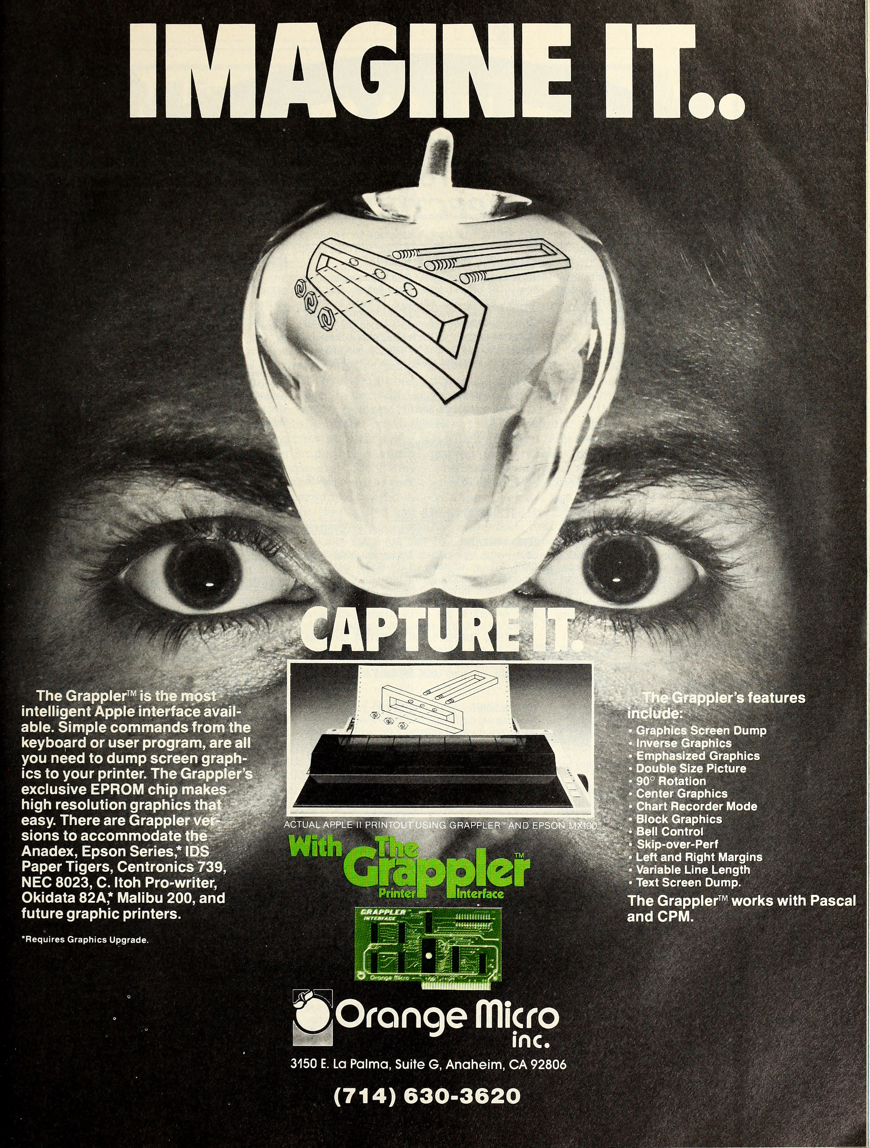 IMAGINE IT..
CAPTURE IT.
The Grappler™ is the most
intelligent Apple interface avail-
able. Simple commands from the
keyboard or user program, are all
you need to dump screen graph-
ics to your printer. The Grappler's
exclusive EPROM chip makes
high resolution graphics that
easy. There are Grappler ver-
sions to accommodate the
Anadex, Epson Series,* IDS
Paper Tigers, Centronics 739,
NEC 8023, C. Itoh Pro-writer,
Okidata 82A,* Malibu 200, and
future graphic printers.
*Requires Graphics Upgrade.
ACTUAL APPLE II PRINTOUT USING GRAPPLER™ AND EPSON MX100
With The
Grappler™
Printer Interface
GRAPPLER
INTERFACE
Orange Micro
Orange Micro
inc.
3150 E. La Palma, Suite G, Anaheim, CA 92806
(714) 630-3620
The Grappler's features
include:
• Graphics Screen Dump
• Inverse Graphics
• Emphasized Graphics
• Double Size Picture
• 90° Rotation
• Center Graphics
• Chart Recorder Mode
• Block Graphics
• Bell Control
• Skip-over-Perf
• Left and Right Margins
• Variable Line Length
• Text Screen Dump.
The Grappler™ works with Pascal
and CPM.